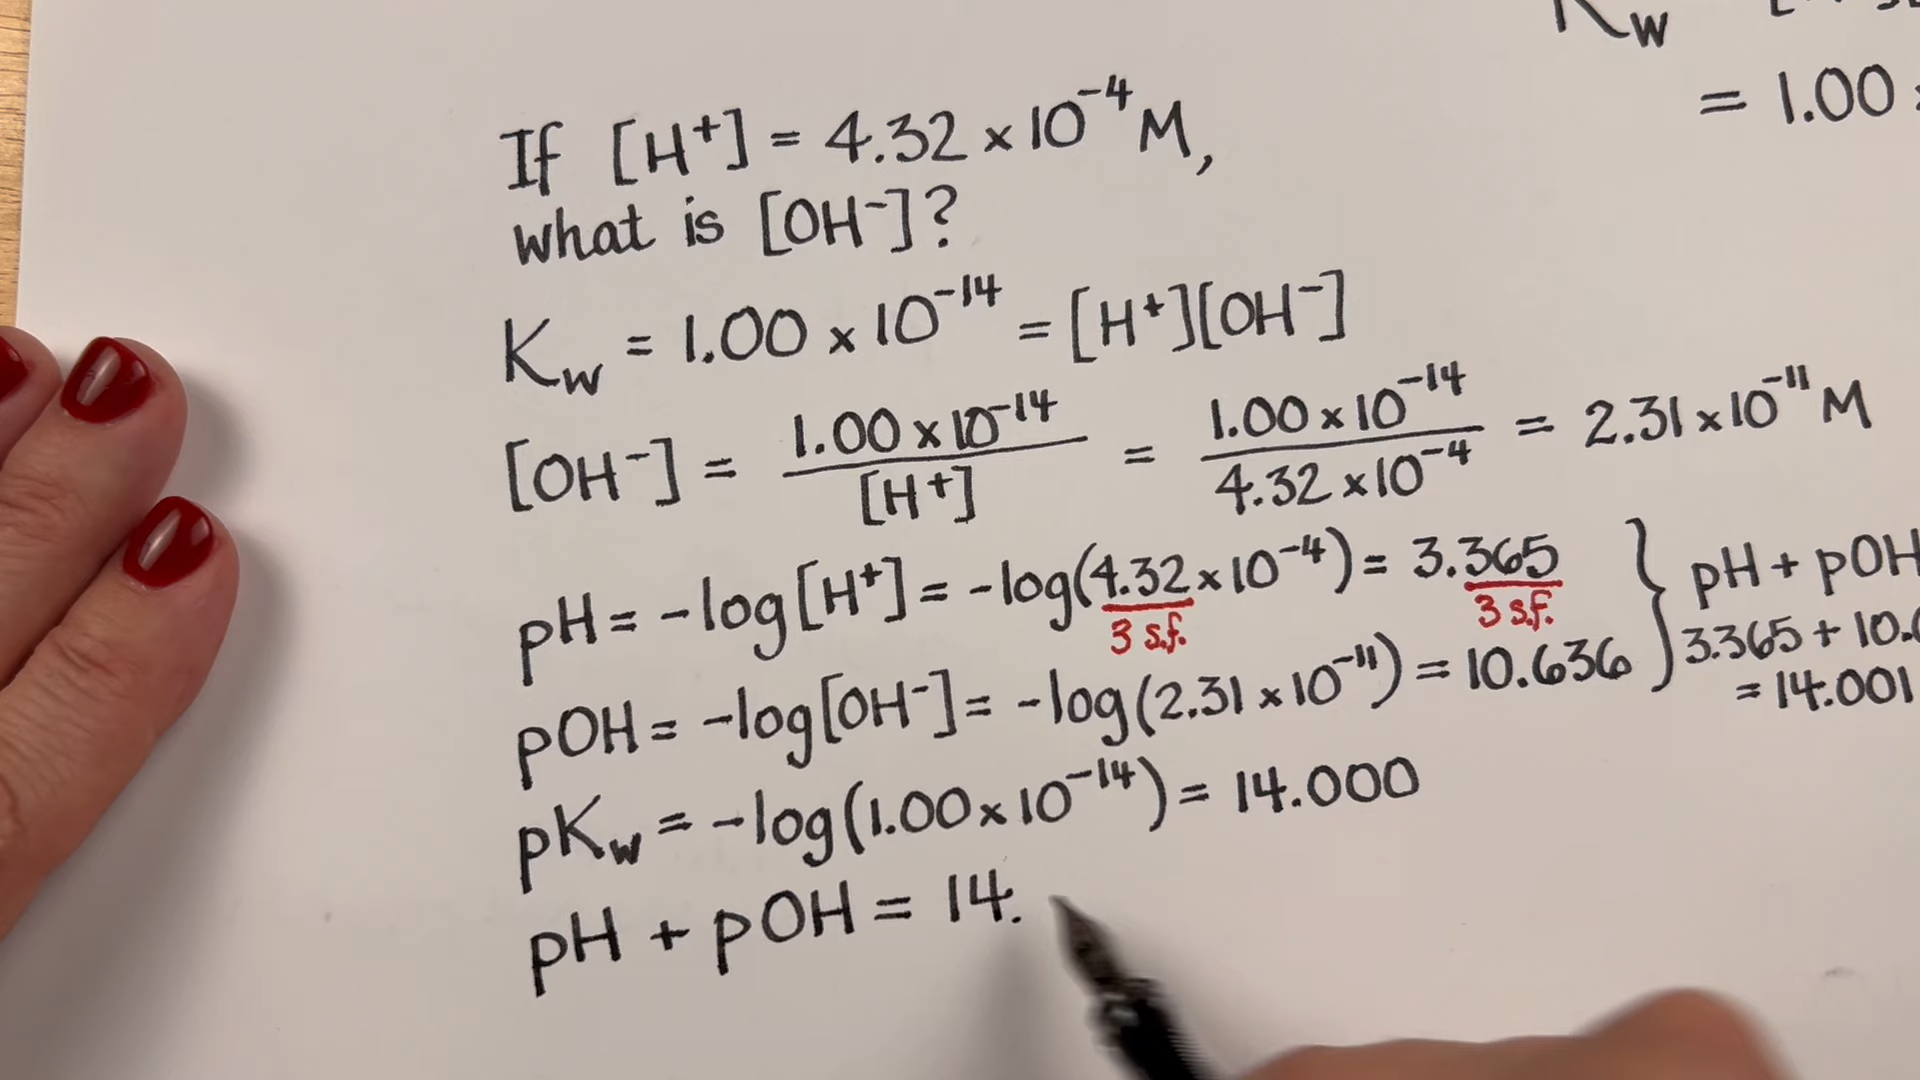 Kw
= 1.00
If [H⁺] = 4.32 × 10⁻⁴ M,
what is [OH⁻]?
Kw = 1.00 × 10⁻¹⁴ = [H⁺][OH⁻]
[OH⁻] = 1.00 × 10⁻¹⁴ / [H⁺] = 1.00 × 10⁻¹⁴ / 4.32 × 10⁻⁴ = 2.31 × 10⁻¹¹ M
pH = -log[H⁺] = -log(4.32 × 10⁻⁴) = 3.365
3 s.f. 3 s.f.
pOH = -log[OH⁻] = -log(2.31 × 10⁻¹¹) = 10.636
} pH + pOH
3.365 + 10.
= 14.001
pKw = -log(1.00 × 10⁻¹⁴) = 14.000
pH + pOH = 14.